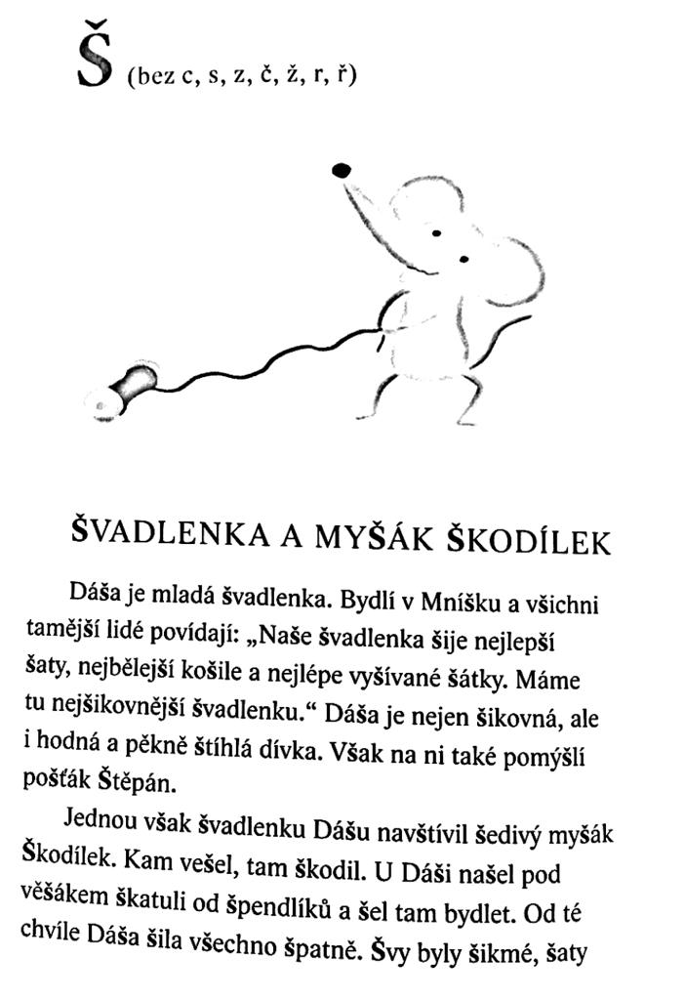 Š (bez c, s, z, č, ž, r, ř)
ŠVADLENKA A MYŠÁK ŠKODÍLEK
Dáša je mladá švadlenka. Bydlí v Mníšku a všichni
tamější lidé povídají: „Naše švadlenka šije nejlepší
šaty, nejbělejší košile a nejlépe vyšívané šátky. Máme
tu nejšikovnější švadlenku.“ Dáša je nejen šikovná, ale
i hodná a pěkně štíhlá dívka. Však na ni také pomýšlí
pošťák Štěpán.
Jednou však švadlenku Dášu navštívil šedivý myšák
Škodílek. Kam vešel, tam škodil. U Dáši našel pod
věšákem škatuli od špendlíků a šel tam bydlet. Od té
chvíle Dáša šila všechno špatně. Švy byly šikmé, šaty